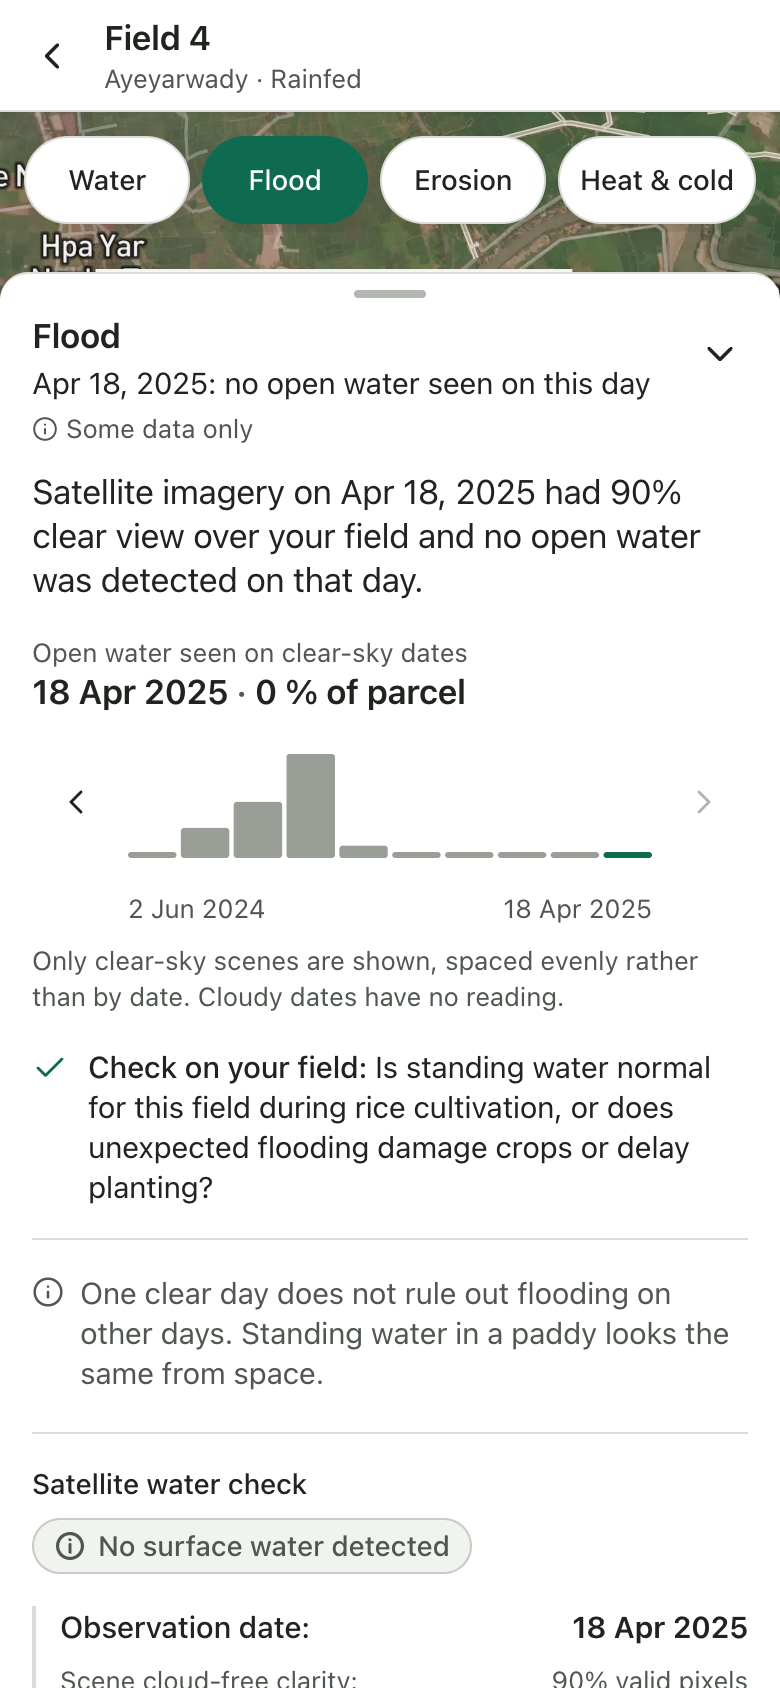 Field 4
Ayeyarwady · Rainfed
Water
Flood
Erosion
Heat & cold
Hpa Yar
Flood
Apr 18, 2025: no open water seen on this day
Some data only
Satellite imagery on Apr 18, 2025 had 90%
clear view over your field and no open water
was detected on that day.
Open water seen on clear-sky dates
18 Apr 2025 · 0 % of parcel
2 Jun 2024
18 Apr 2025
Only clear-sky scenes are shown, spaced evenly rather
than by date. Cloudy dates have no reading.
Check on your field: Is standing water normal
for this field during rice cultivation, or does
unexpected flooding damage crops or delay
planting?
One clear day does not rule out flooding on
other days. Standing water in a paddy looks the
same from space.
Satellite water check
No surface water detected
Observation date: 18 Apr 2025
Scene cloud-free clarity: 90% valid pixels